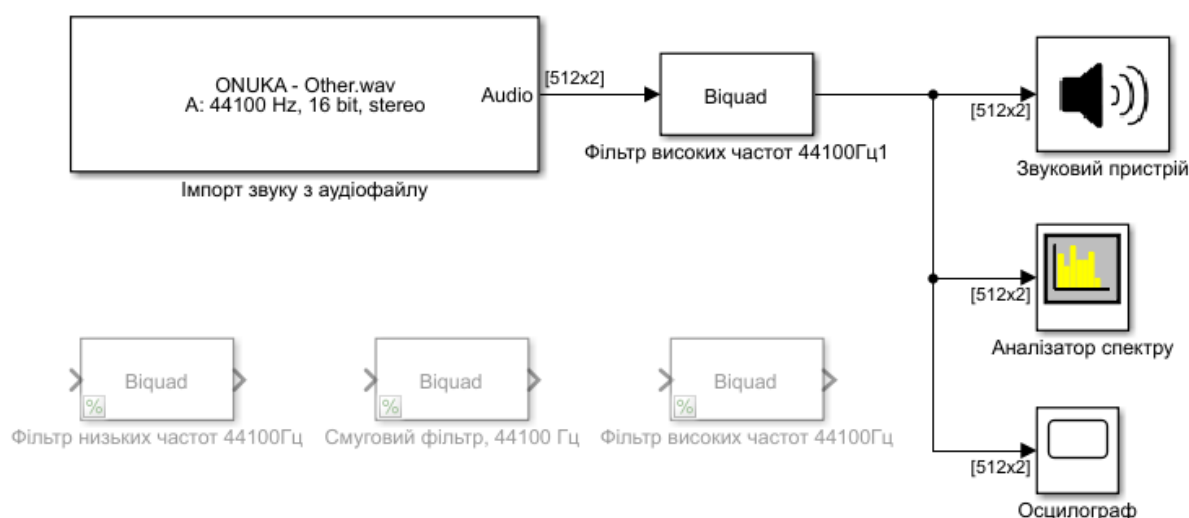 ONUKA - Other.wav
A: 44100 Hz, 16 bit, stereo
Audio
[512x2]
Імпорт звуку з аудіофайлу
Biquad
Фільтр високих частот 44100Гц1
[512x2]
Звуковий пристрій
[512x2]
Аналізатор спектру
[512x2]
Осцилограф
Biquad
%
Фільтр низьких частот 44100Гц
Biquad
%
Смуговий фільтр, 44100 Гц
Biquad
%
Фільтр високих частот 44100Гц